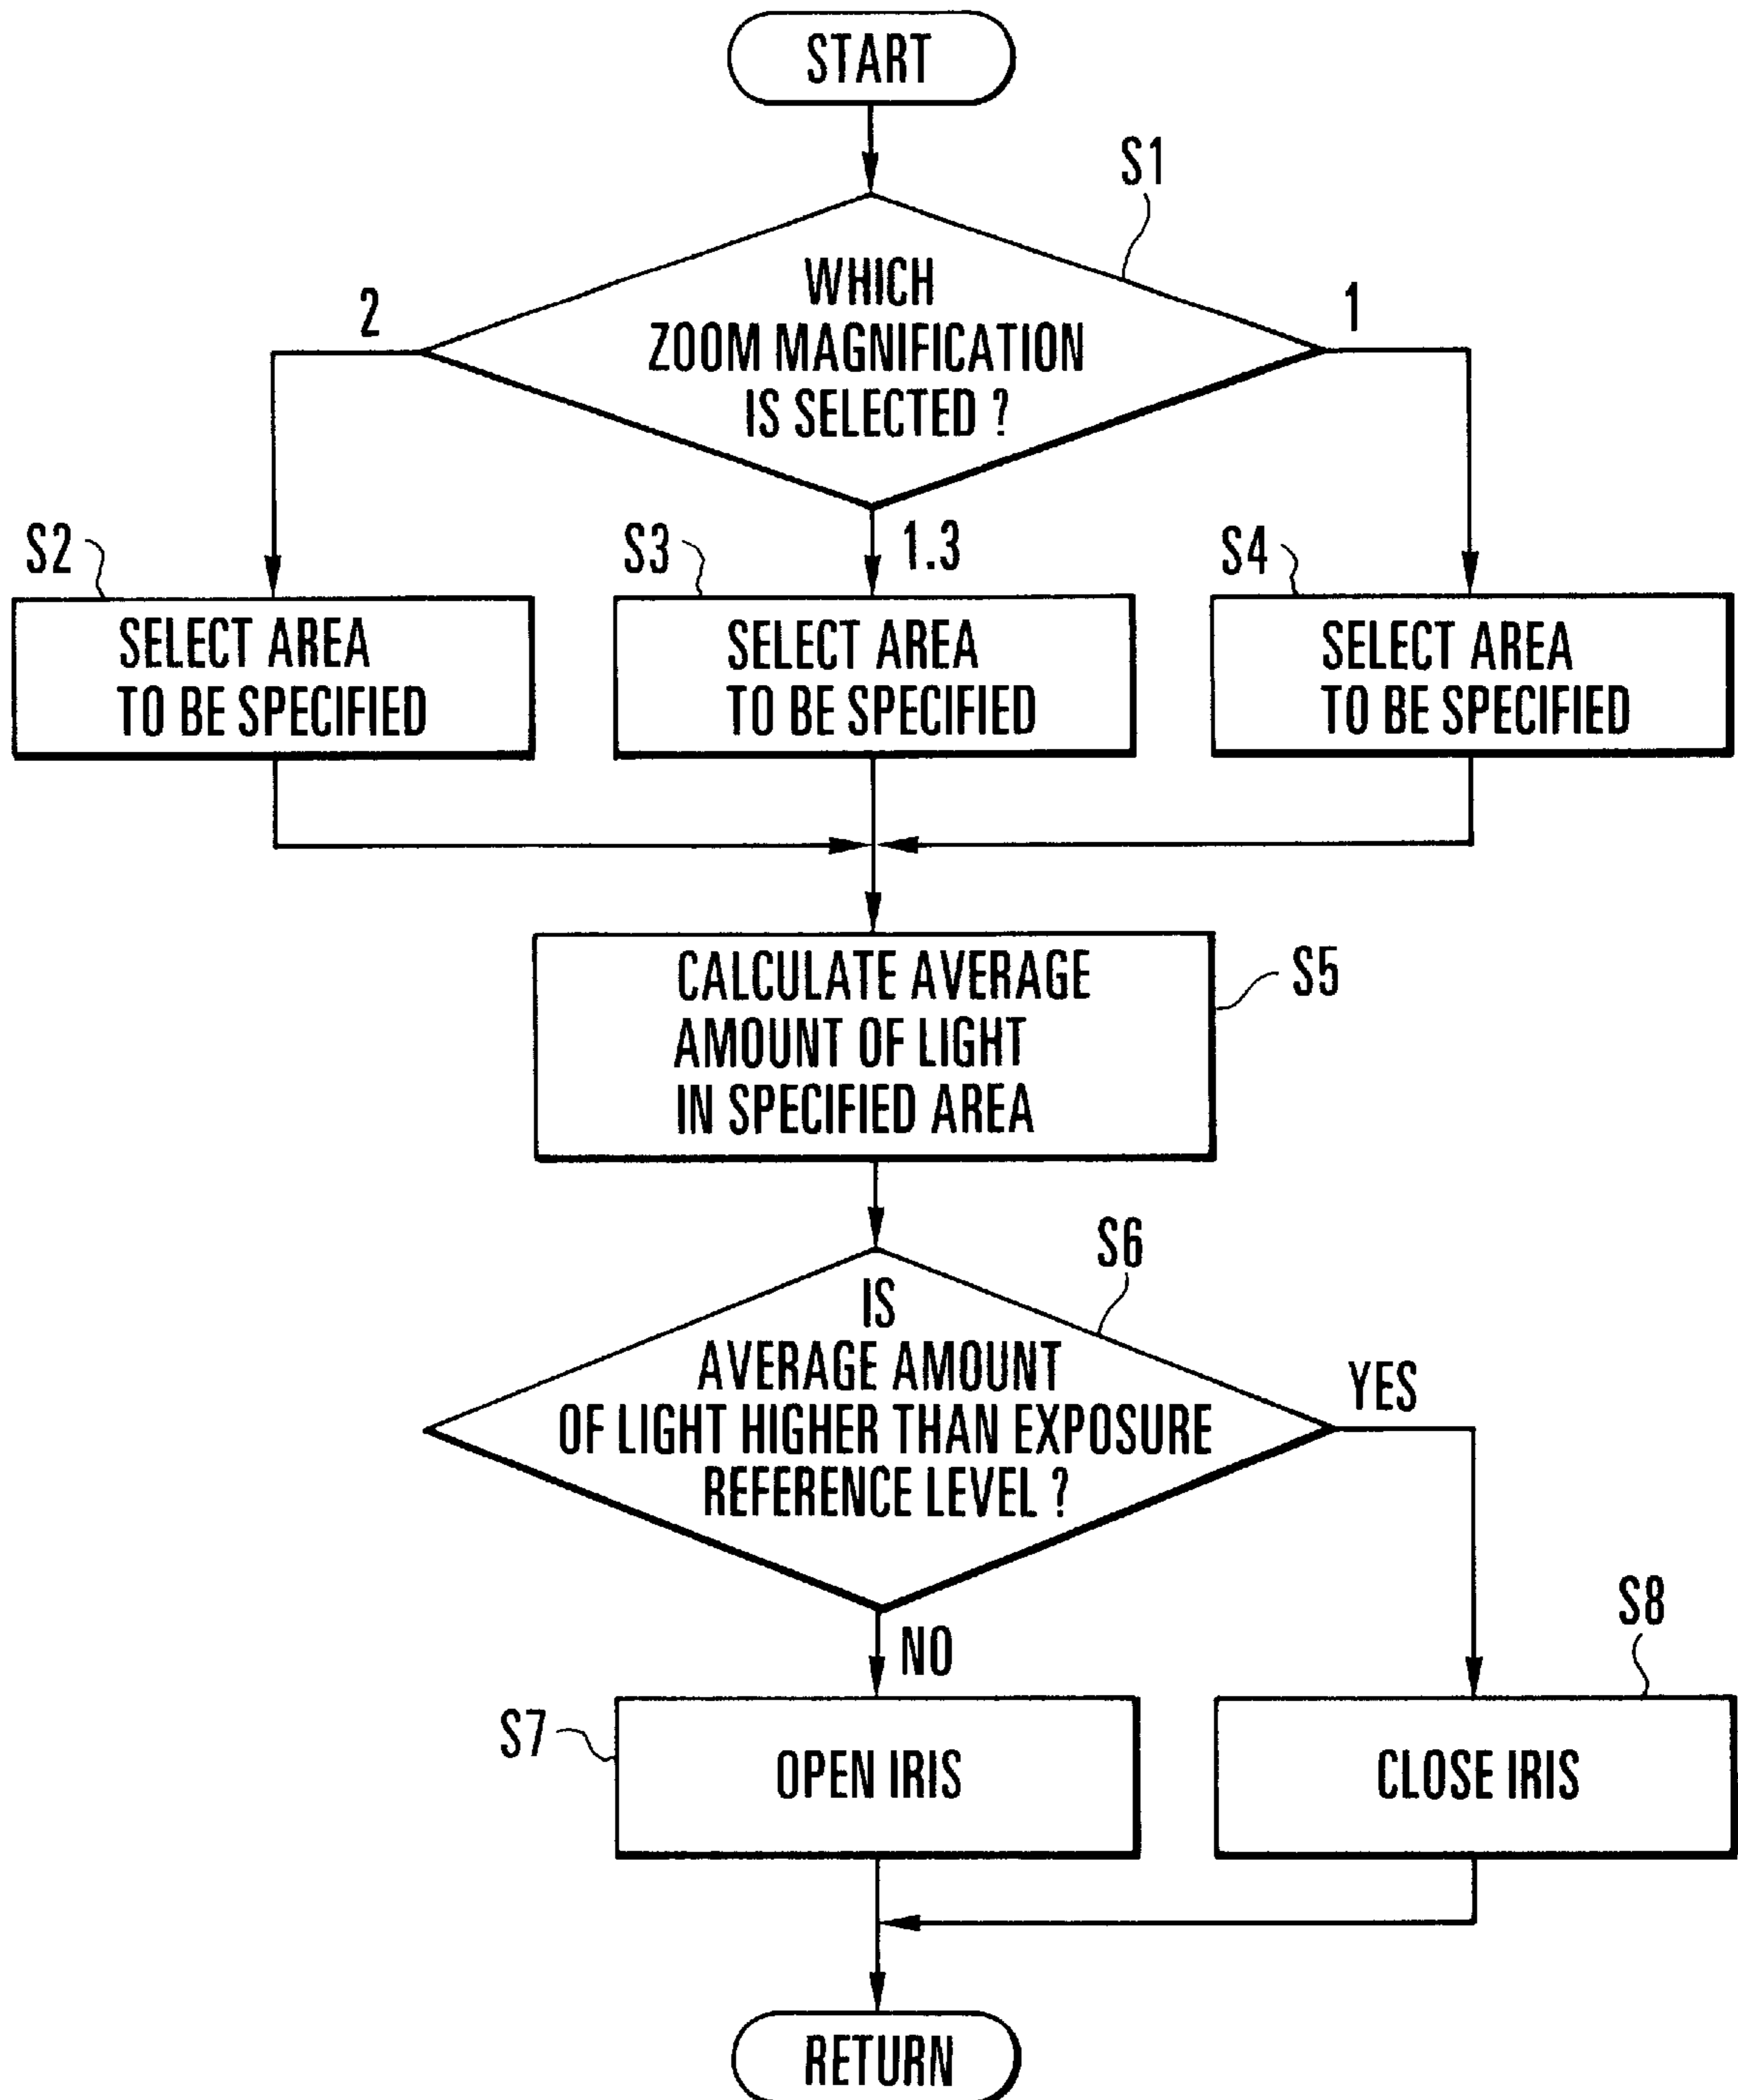 START
S1
WHICH
ZOOM MAGNIFICATION
IS SELECTED ?
2
1
1.3
S2
S3
S4
SELECT AREA
TO BE SPECIFIED
SELECT AREA
TO BE SPECIFIED
SELECT AREA
TO BE SPECIFIED
CALCULATE AVERAGE
AMOUNT OF LIGHT
IN SPECIFIED AREA
S5
S6
IS
AVERAGE AMOUNT
OF LIGHT HIGHER THAN EXPOSURE
REFERENCE LEVEL ?
YES
NO
S7
OPEN IRIS
S8
CLOSE IRIS
RETURN